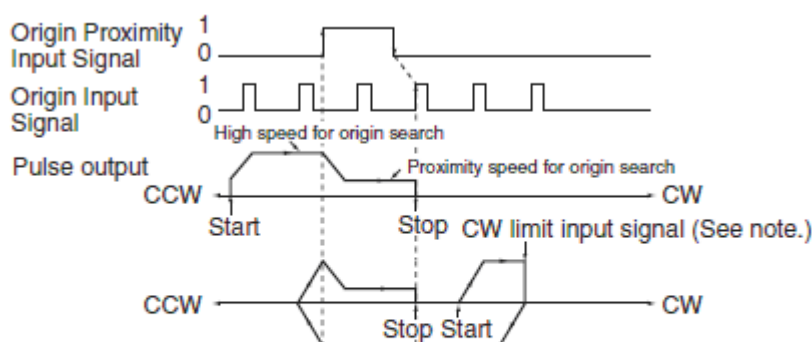 Origin Proximity
Input Signal
1
0
Origin Input
Signal
1
0
High speed for origin search
Pulse output
Proximity speed for origin search
CCW
CW
Start
Stop
CW limit input signal (See note.)
CCW
CW
Stop
Start